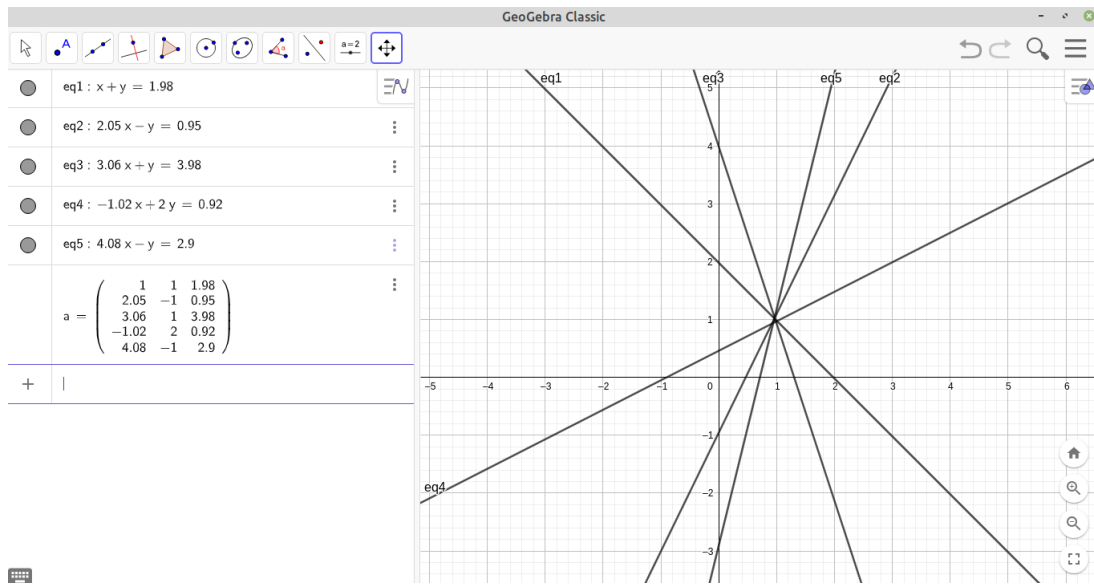 GeoGebra Classic
A
α
a=2
eq1 : x + y = 1.98
eq2 : 2.05 x − y = 0.95
eq3 : 3.06 x + y = 3.98
eq4 : −1.02 x + 2 y = 0.92
eq5 : 4.08 x − y = 2.9
a =
1 1 1.98
2.05 −1 0.95
3.06 1 3.98
−1.02 2 0.92
4.08 −1 2.9
+
eq1 eq3 eq5 eq2
5
4
3
2
1
−5 −4 −3 −2 −1 0 1 2 3 4 5 6
−1
eq4
−2
−3